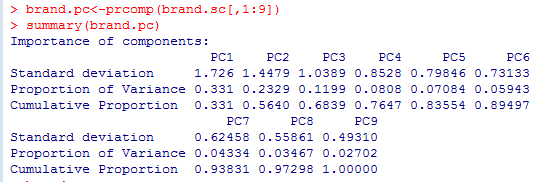 > brand.pc<-prcomp(brand.sc[,1:9])
> summary(brand.pc)
Importance of components:
                         PC1    PC2    PC3    PC4     PC5     PC6
Standard deviation     1.726 1.4479 1.0389 0.8528 0.79846 0.73133
Proportion of Variance 0.331 0.2329 0.1199 0.0808 0.07084 0.05943
Cumulative Proportion  0.331 0.5640 0.6839 0.7647 0.83554 0.89497
                           PC7     PC8     PC9
Standard deviation     0.62458 0.55861 0.49310
Proportion of Variance 0.04334 0.03467 0.02702
Cumulative Proportion  0.93831 0.97298 1.00000